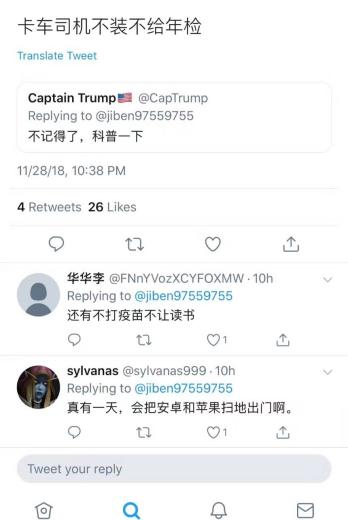 卡车司机不装不给年检
Translate Tweet
Captain Trump🇺🇸 @CapTrump
Replying to @jiben97559755
不记得了，科普一下
11/28/18, 10:38 PM
4 Retweets 26 Likes
华华李 @FNnYVozXCYFOXMW · 10h
Replying to @jiben97559755
还有不打疫苗不让读书
1
sylvanas @sylvanas999 · 10h
Replying to @jiben97559755
真有一天，会把安卓和苹果扫地出门啊。
1
Tweet your reply